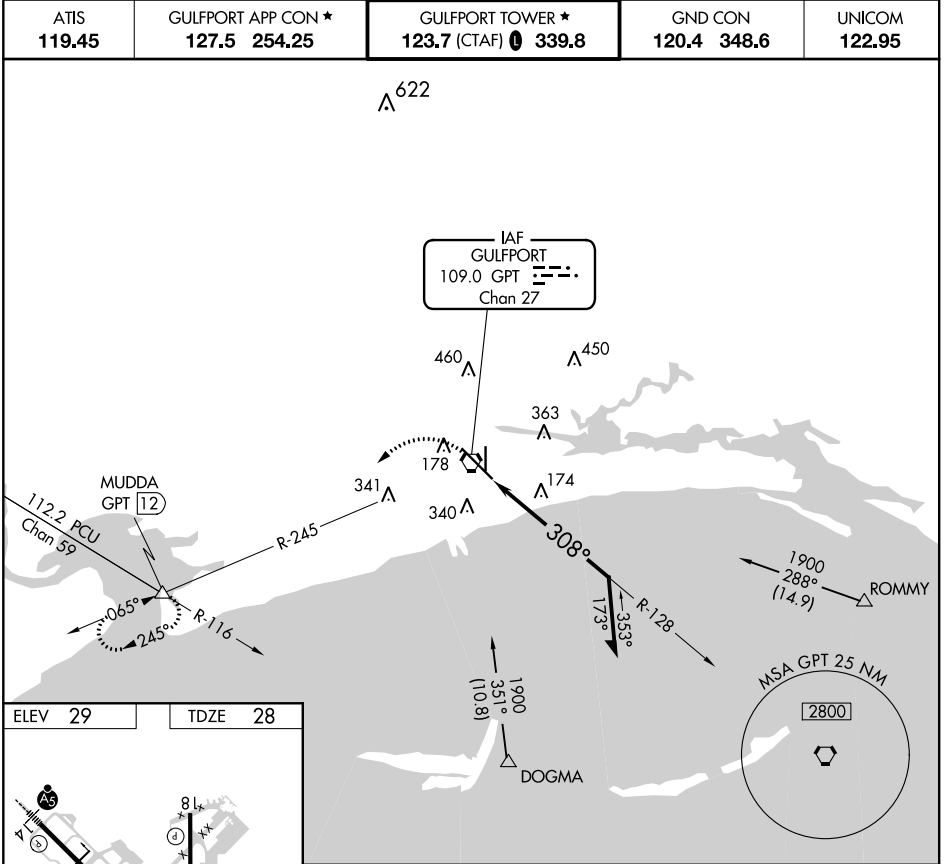 ATIS
119.45
GULFPORT APP CON ★
127.5 254.25
GULFPORT TOWER ★
123.7 (CTAF) L 339.8
GND CON
120.4 348.6
UNICOM
122.95
622
IAF
GULFPORT
109.0 GPT
Chan 27
460
450
363
178
MUDDA
GPT 12
341
174
340
112.2 PCU
Chan 59
R-245
308°
1900
288°
(14.9)
ROMMY
065°
245°
R-116
173°
353°
R-128
MSA GPT 25 NM
2800
1900
351°
(10.8)
DOGMA
ELEV 29
TDZE 28
A5
18
P
14
P